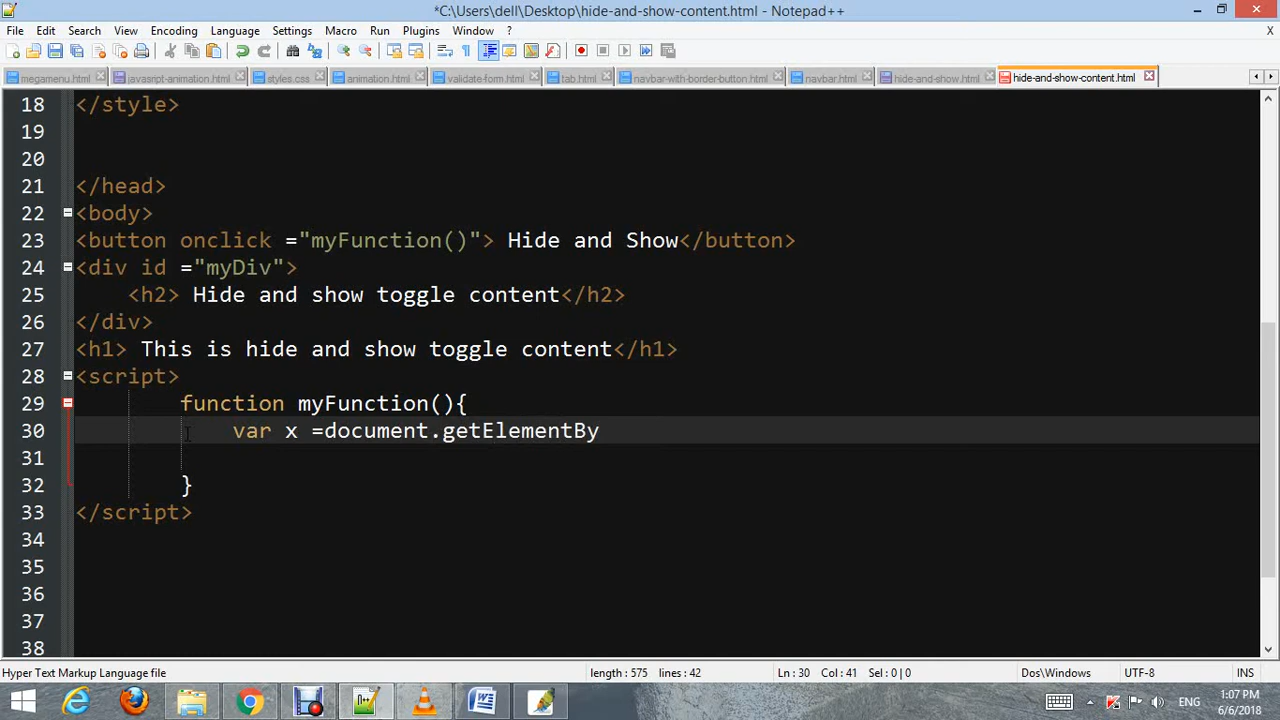 *C:\Users\dell\Desktop\hide-and-show-content.html - Notepad++
File Edit Search View Encoding Language Settings Macro Run Plugins Window ? X
megamenu.html javasript-animation.html styles.css animation.html validate-form.html tab.html navbar-with-border-button.html navbar.html hide-and-show.html hide-and-show-content.html
18 </style>
19
20
21 </head>
22 <body>
23 <button onclick ="myFunction()"> Hide and Show</button>
24 <div id ="myDiv">
25 <h2> Hide and show toggle content</h2>
26 </div>
27 <h1> This is hide and show toggle content</h1>
28 <script>
29 function myFunction(){
30 var x =document.getElementBy
31
32 }
33 </script>
34
35
36
37
38
Hyper Text Markup Language file length : 575 lines : 42 Ln : 30 Col : 41 Sel : 0 | 0 Dos\Windows UTF-8 INS
ENG 1:07 PM
6/6/2018